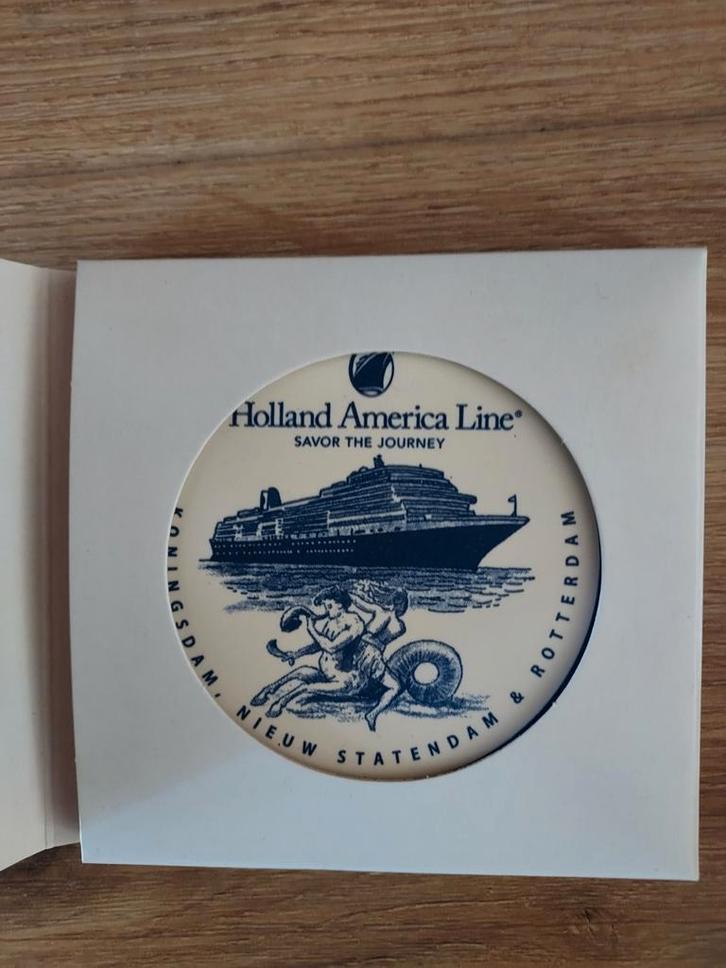 Holland America Line®
SAVOR THE JOURNEY
KONINGSDAM, NIEUW STATENDAM & ROTTERDAM